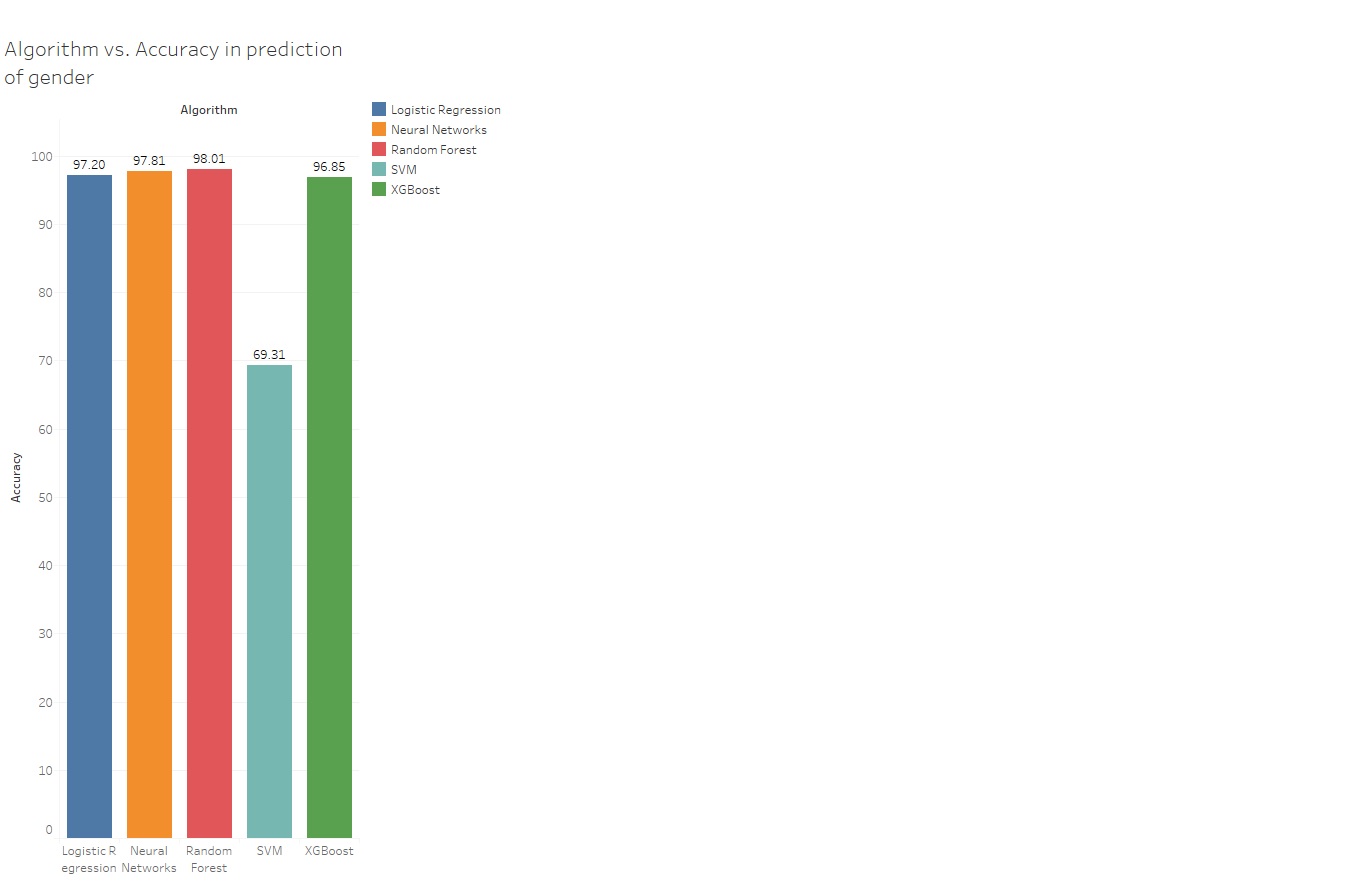 Algorithm vs. Accuracy in prediction
of gender
Algorithm
Logistic Regression
Neural Networks
Random Forest
SVM
XGBoost
100
90
80
70
60
50
40
30
20
10
0
Accuracy
97.20
97.81
98.01
69.31
96.85
Logistic R
egression
Neural
Networks
Random
Forest
SVM
XGBoost